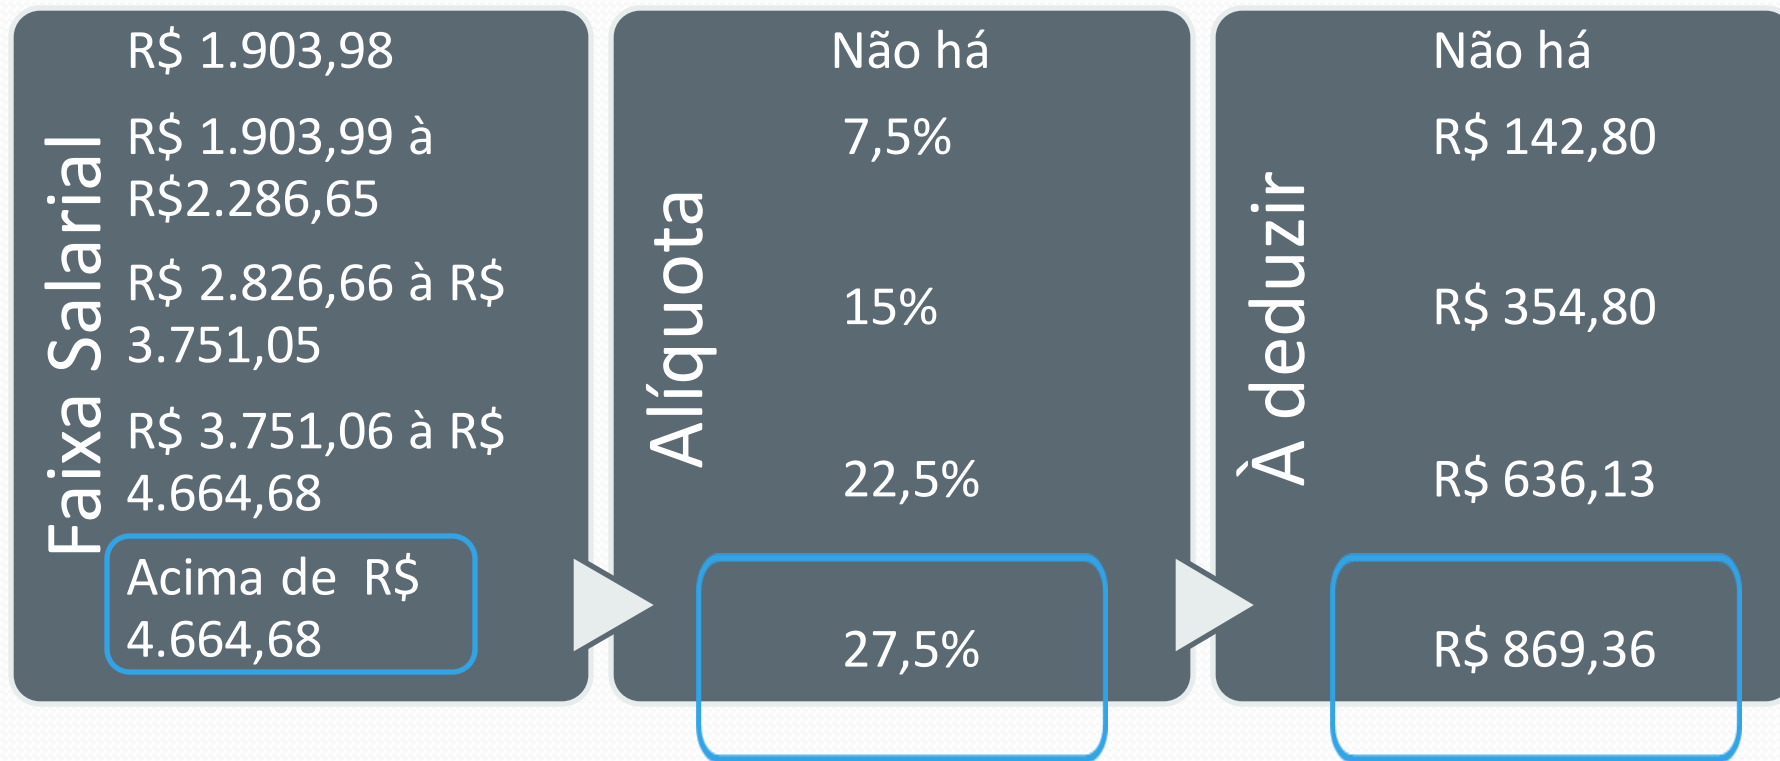 Faixa Salarial
R$ 1.903,98
R$ 1.903,99 à
R$2.286,65
R$ 2.826,66 à R$
3.751,05
R$ 3.751,06 à R$
4.664,68
Acima de  R$
4.664,68
Alíquota
Não há
7,5%
15%
22,5%
27,5%
À deduzir
Não há
R$ 142,80
R$ 354,80
R$ 636,13
R$ 869,36